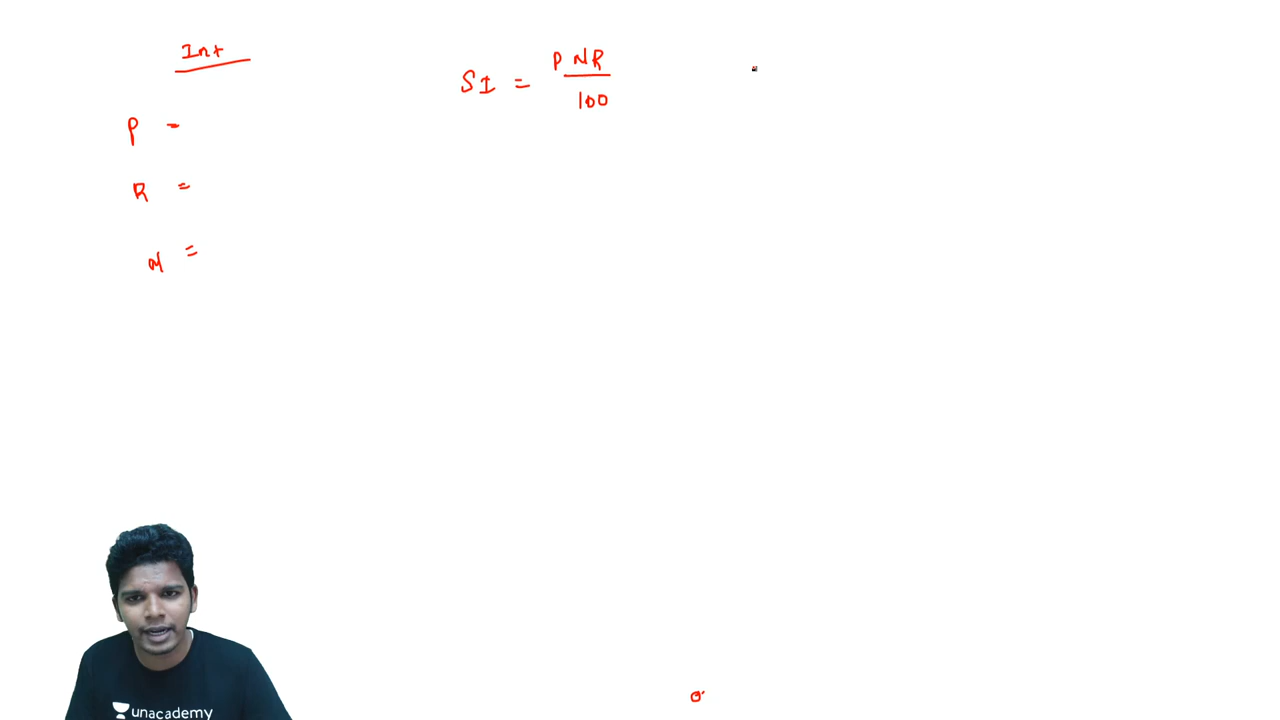 Int
SI = PNR
100
P =
R =
N =
unacademy